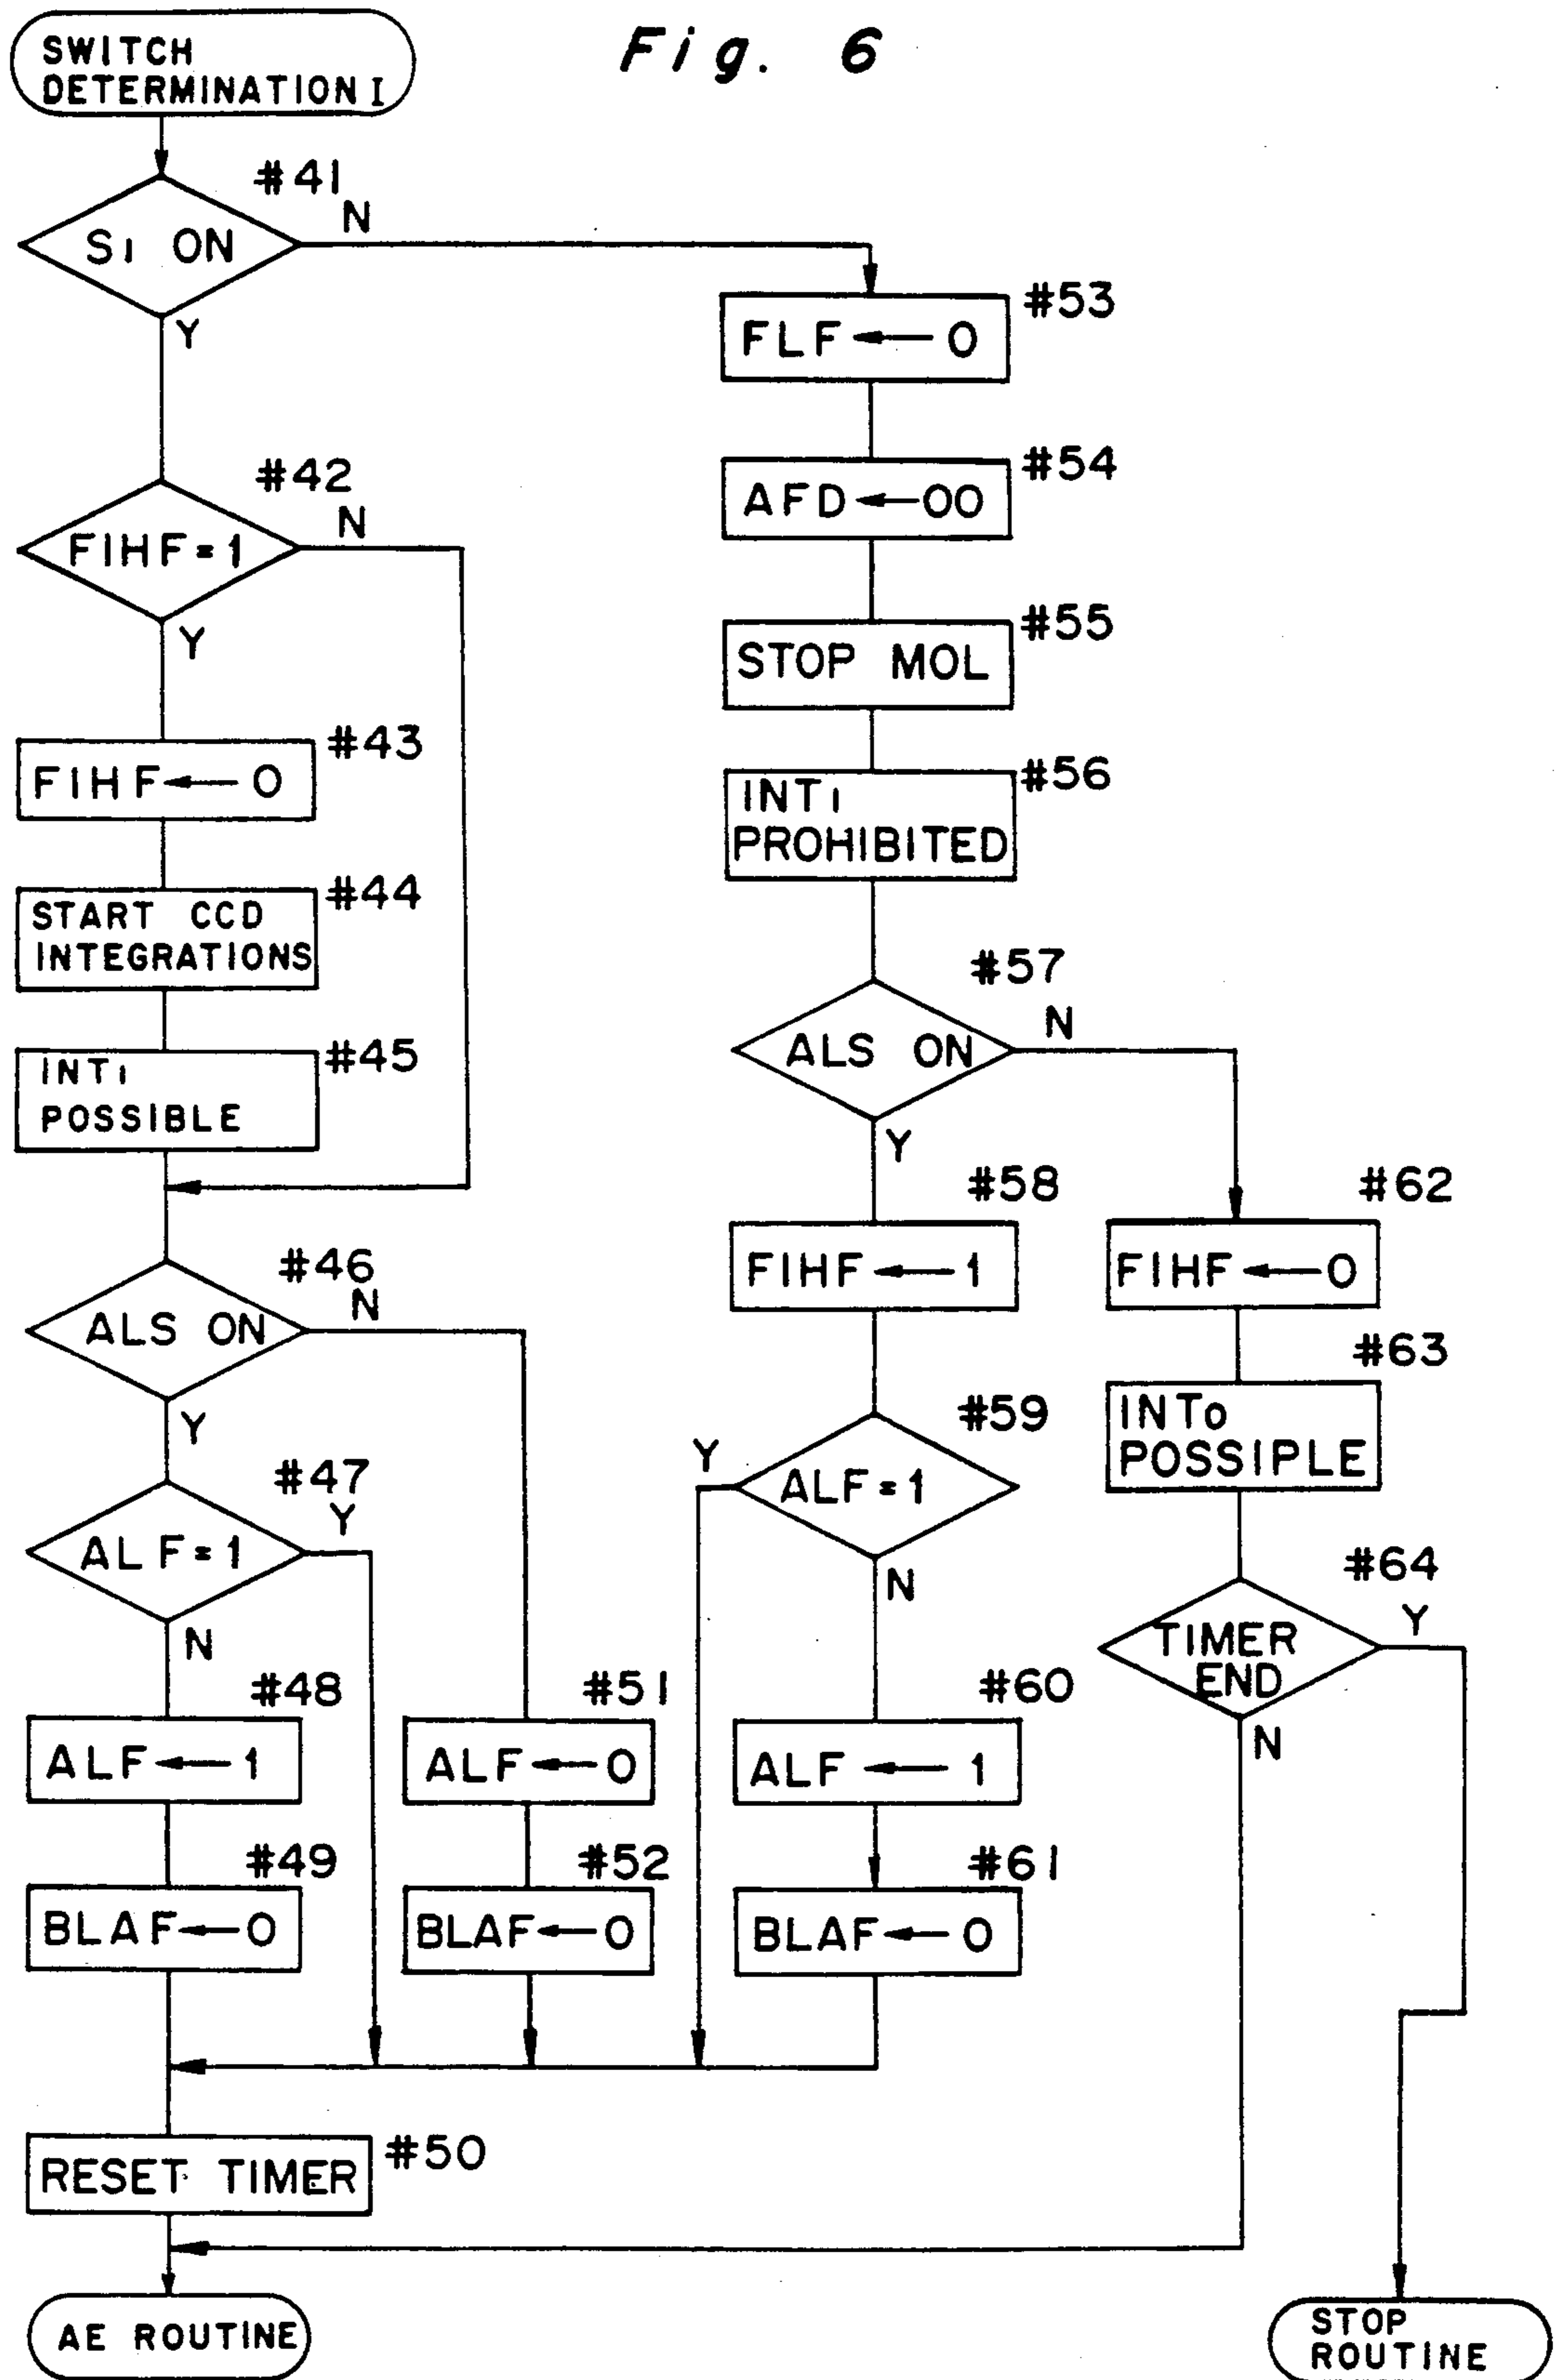 Fig. 6
SWITCH
DETERMINATION I
#41
S1 ON
N
Y
#42
FIHF=1
N
Y
#43
FIHF←0
#44
START CCD
INTEGRATIONS
#45
INT1
POSSIBLE
#46
ALS ON
N
Y
#47
ALF=1
Y
N
#48
ALF←1
#49
BLAF←0
#51
ALF←0
#52
BLAF←0
#50
RESET TIMER
AE ROUTINE
#53
FLF←0
#54
AFD←00
#55
STOP MOL
#56
INT1
PROHIBITED
#57
ALS ON
N
Y
#58
FIHF←1
#59
ALF=1
Y
N
#60
ALF←1
#61
BLAF←0
#62
FIHF←0
#63
INT0
POSSIPLE
#64
TIMER
END
Y
N
STOP
ROUTINE